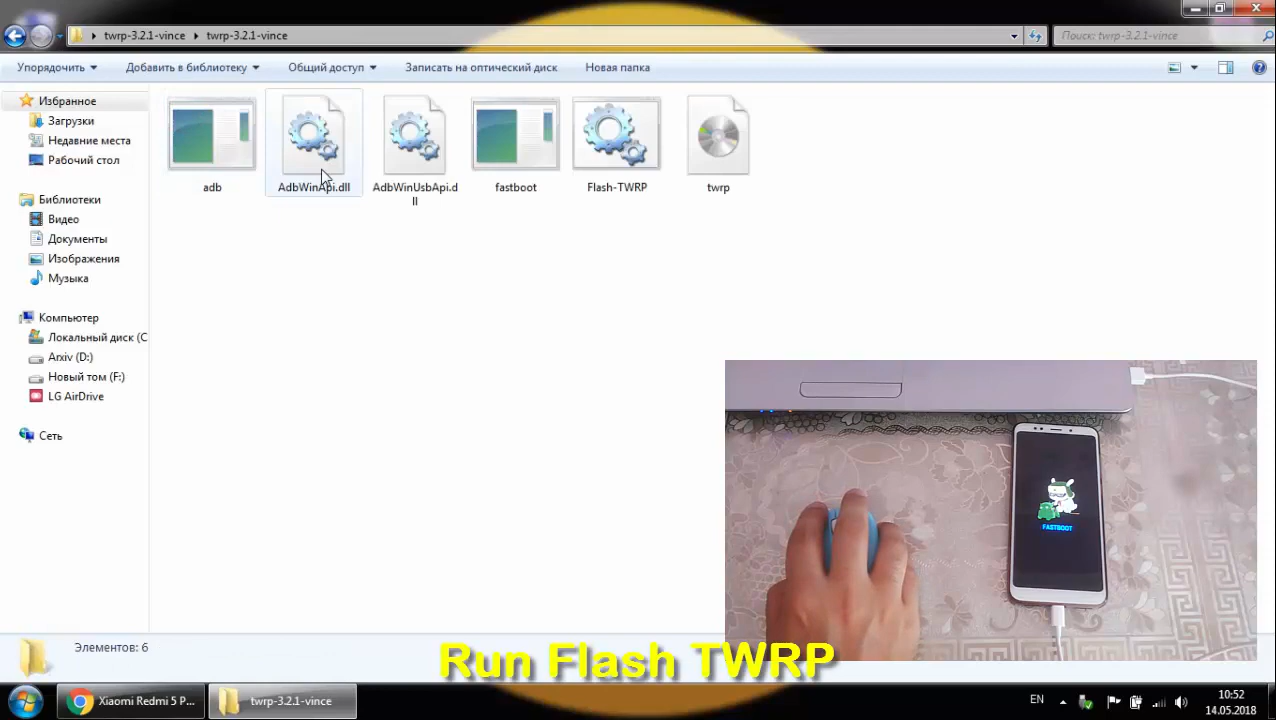 twrp-3.2.1-vince
twrp-3.2.1-vince
Поиск: twrp-3.2.1-vince
Упорядочить
Добавить в библиотеку
Общий доступ
Записать на оптический диск
Новая папка
Избранное
Загрузки
Недавние места
Рабочий стол
Библиотеки
Видео
Документы
Изображения
Музыка
Компьютер
Локальный диск (C
Arxiv (D:)
Новый том (F:)
LG AirDrive
Сеть
adb
AdbWinApi.dll
AdbWinUsbApi.d
ll
fastboot
Flash-TWRP
twrp
FASTBOOT
Элементов: 6
Run Flash TWRP
Xiaomi Redmi 5 P...
twrp-3.2.1-vince
EN
10:52
14.05.2018